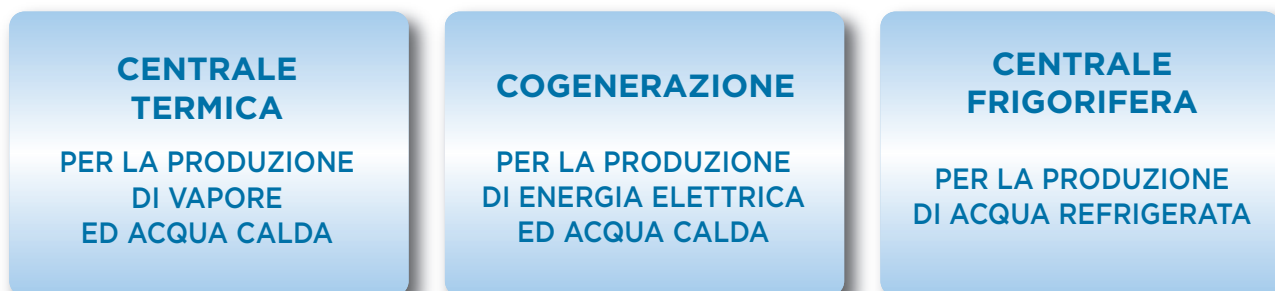 CENTRALE
TERMICA
PER LA PRODUZIONE
DI VAPORE
ED ACQUA CALDA
COGENERAZIONE
PER LA PRODUZIONE
DI ENERGIA ELETTRICA
ED ACQUA CALDA
CENTRALE
FRIGORIFERA
PER LA PRODUZIONE
DI ACQUA REFRIGERATA